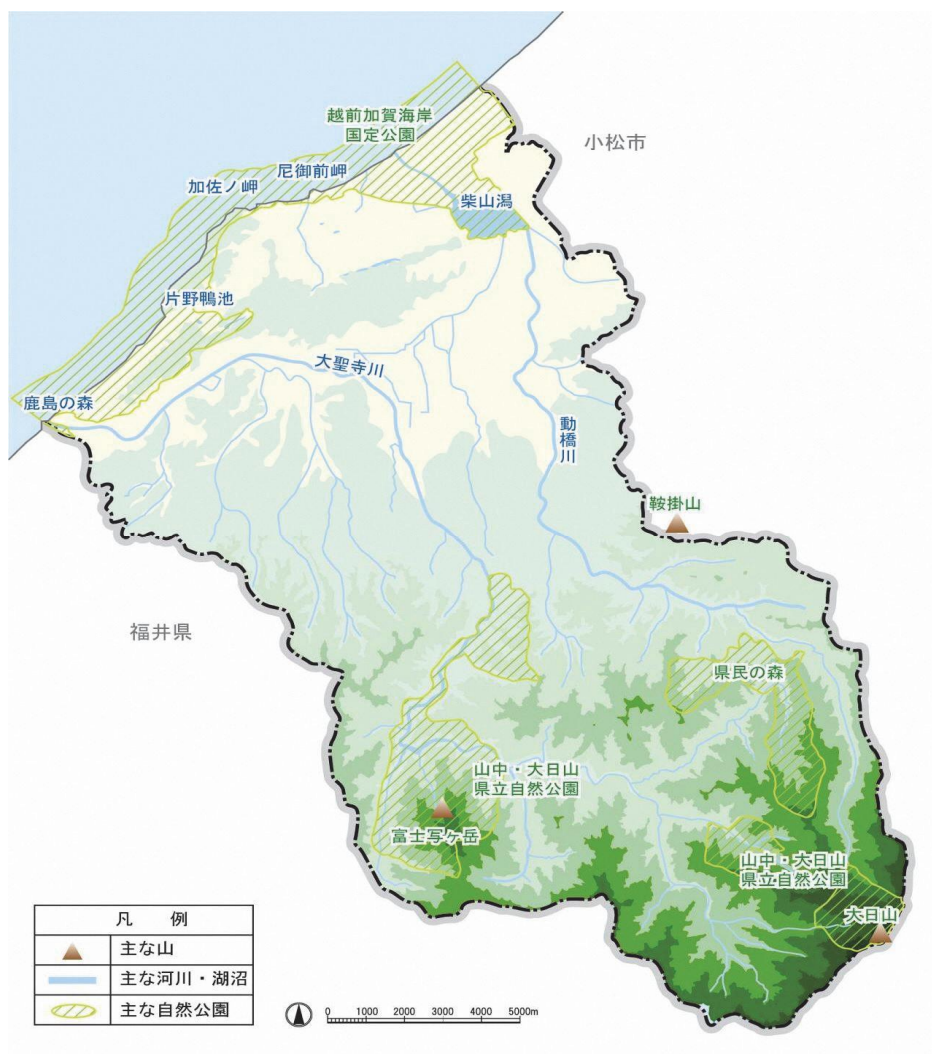 越前加賀海岸
国定公園
小松市
尼御前岬
加佐ノ岬
柴山潟
片野鴨池
大聖寺川
鹿島の森
動橋川
鞍掛山
福井県
県民の森
山中・大日山
県立自然公園
富士写ヶ岳
山中・大日山
県立自然公園
大日山
凡 例
主な山
主な河川・湖沼
主な自然公園
0 1000 2000 3000 4000 5000m